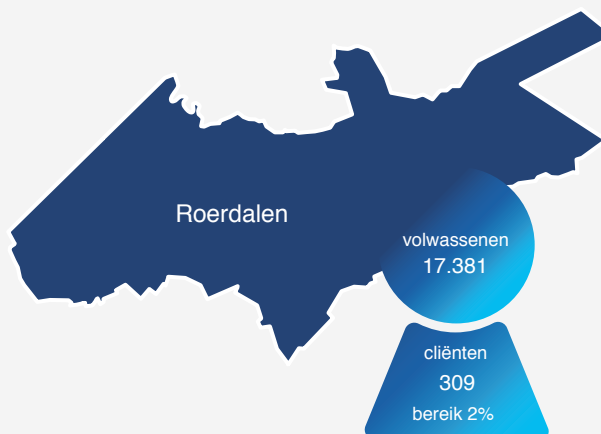 Roerdalen
volwassenen
17.381
cliënten
309
bereik 2%